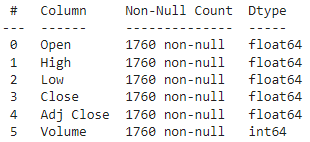 #   Column     Non-Null Count  Dtype
---  ------     --------------  -----
 0   Open       1760 non-null   float64
 1   High       1760 non-null   float64
 2   Low        1760 non-null   float64
 3   Close      1760 non-null   float64
 4   Adj Close  1760 non-null   float64
 5   Volume     1760 non-null   int64